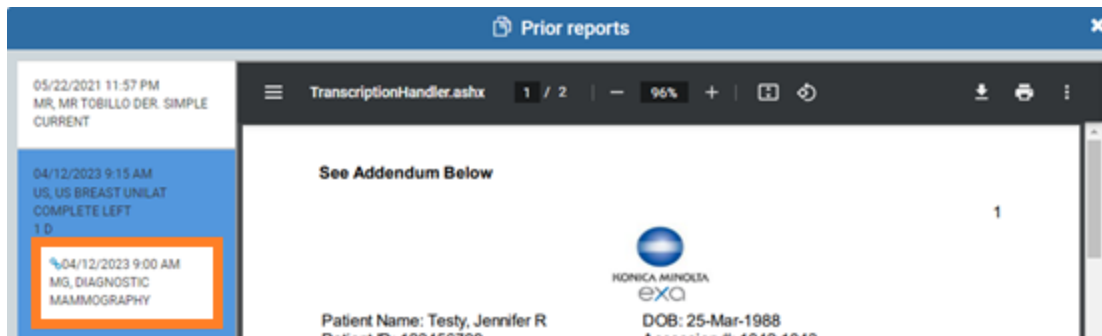 Prior reports
05/22/2021 11:57 PM
MR, MR TOBILLO DER. SIMPLE
CURRENT
04/12/2023 9:15 AM
US, US BREAST UNILAT
COMPLETE LEFT
1 D
04/12/2023 9:00 AM
MG, DIAGNOSTIC
MAMMOGRAPHY
TranscriptionHandler.ashx 1 / 2 96%
See Addendum Below
1
KONICA MINOLTA
exa
Patient Name: Testy, Jennifer R DOB: 25-Mar-1988